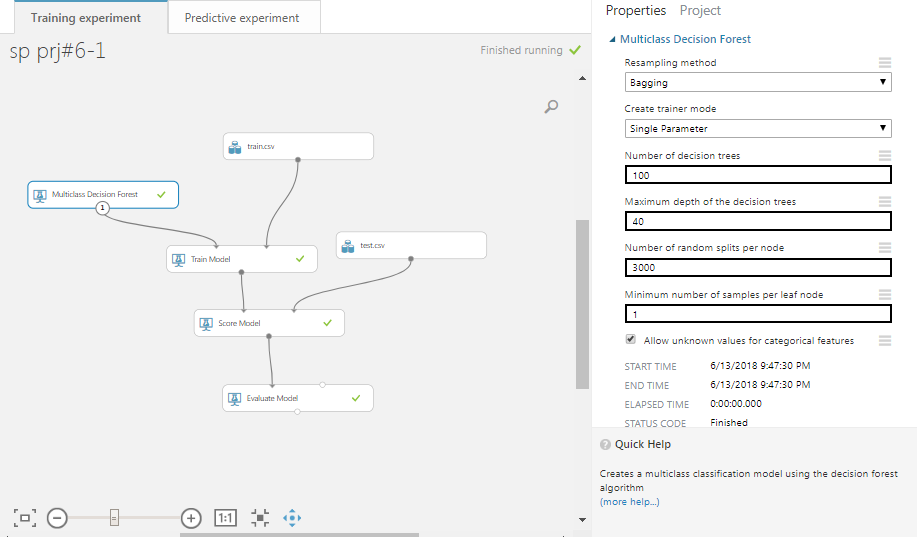 Training experiment
Predictive experiment
sp prj#6-1
Finished running
train.csv
Multiclass Decision Forest
1
Train Model
test.csv
Score Model
Evaluate Model
1:1
Properties Project
Multiclass Decision Forest
Resampling method
Bagging
Create trainer mode
Single Parameter
Number of decision trees
100
Maximum depth of the decision trees
40
Number of random splits per node
3000
Minimum number of samples per leaf node
1
Allow unknown values for categorical features
START TIME 6/13/2018 9:47:30 PM
END TIME 6/13/2018 9:47:30 PM
ELAPSED TIME 0:00:00.000
STATUS CODE Finished
? Quick Help
Creates a multiclass classification model using the decision forest
algorithm
(more help...)